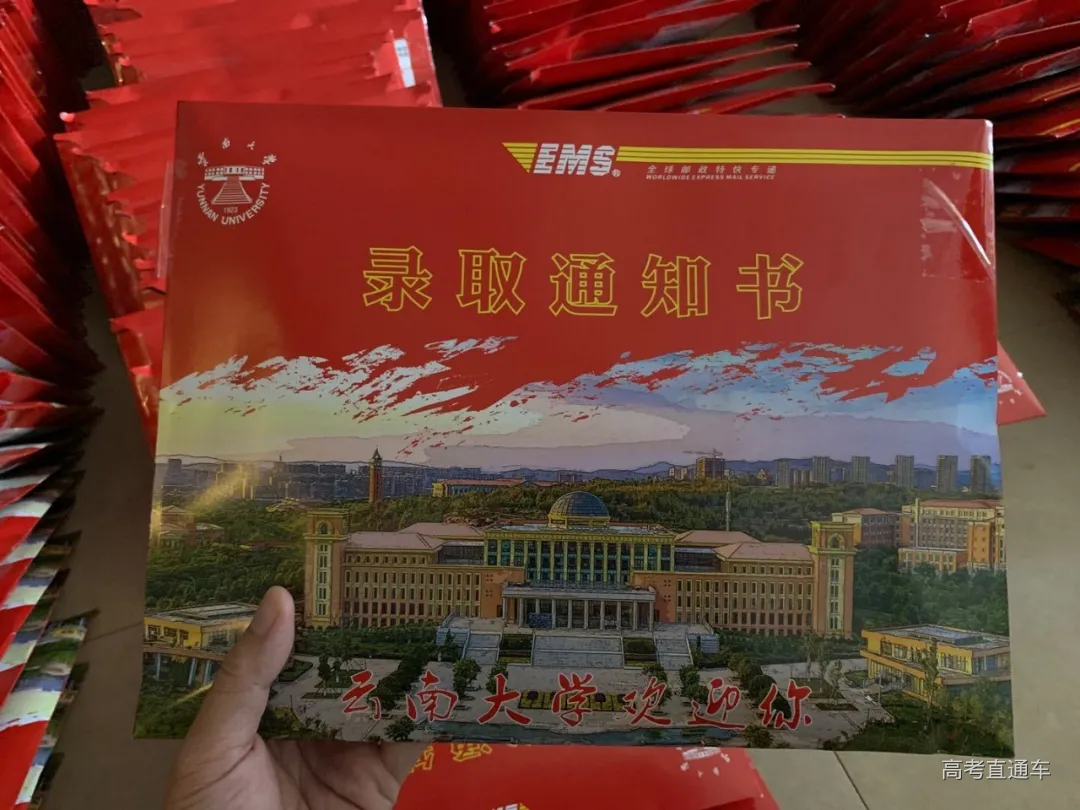 EMS
全球邮政特快专递
WORLDWIDE EXPRESS MAIL SERVICE
YUNNAN UNIVERSITY
1923
录取通知书
云南大学欢迎你
高考直通车